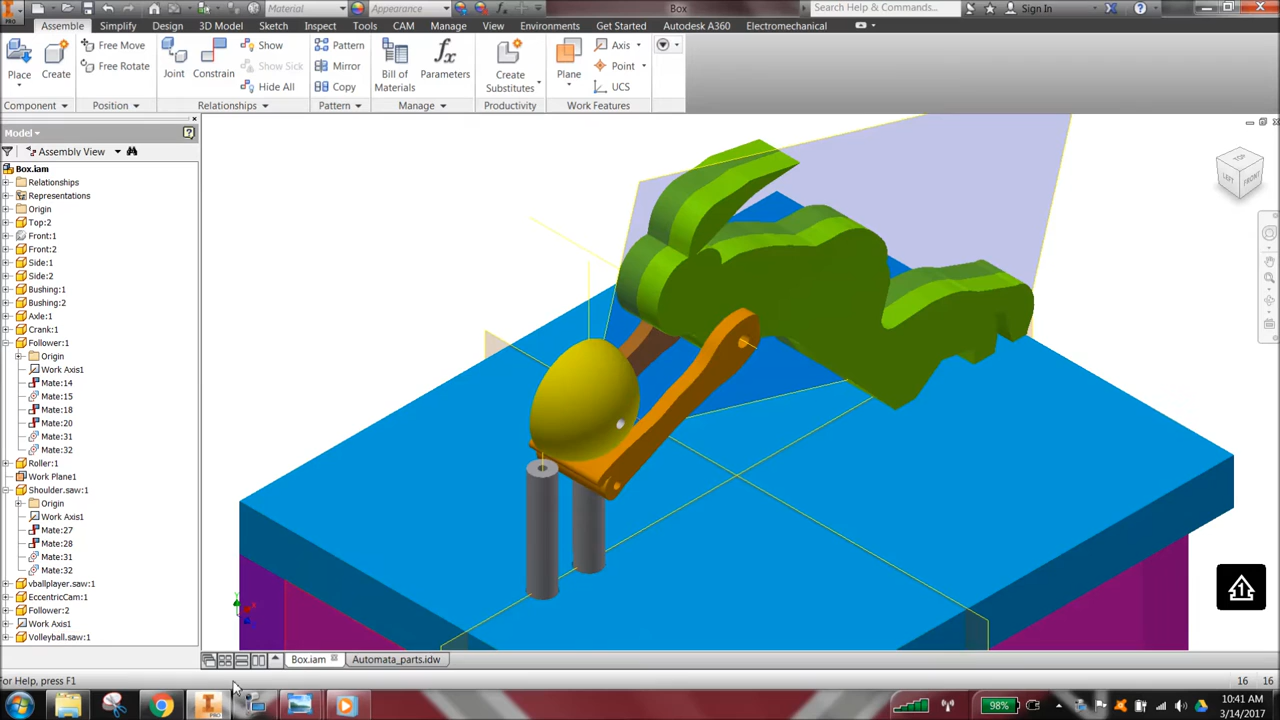 Material
Appearance
Box
Search Help & Commands...
Sign In
Assemble Simplify Design 3D Model Sketch Inspect Tools CAM Manage View Environments Get Started Autodesk A360 Electromechanical
Place
Create
Free Move
Free Rotate
Joint
Constrain
Show
Show Sick
Hide All
Pattern
Mirror
Copy
Bill of
Materials
Parameters
Create
Substitutes
Plane
Axis
Point
UCS
Component Position Relationships Pattern Manage Productivity Work Features
Model
Assembly View
Box.iam
Relationships
Representations
Origin
Top:2
Front:1
Front:2
Side:1
Side:2
Bushing:1
Bushing:2
Axle:1
Crank:1
Follower:1
Origin
Work Axis1
Mate:14
Mate:15
Mate:18
Mate:20
Mate:31
Mate:32
Roller:1
Work Plane1
Shoulder.saw:1
Origin
Work Axis1
Mate:27
Mate:28
Mate:31
Mate:32
vballplayer.saw:1
EccentricCam:1
Follower:2
Work Axis1
Volleyball.saw:1
TOP
LEFT
FRONT
1
Box.iam
Automata_parts.idw
For Help, press F1
16 16
PRO
98%
10:41 AM
3/14/2017